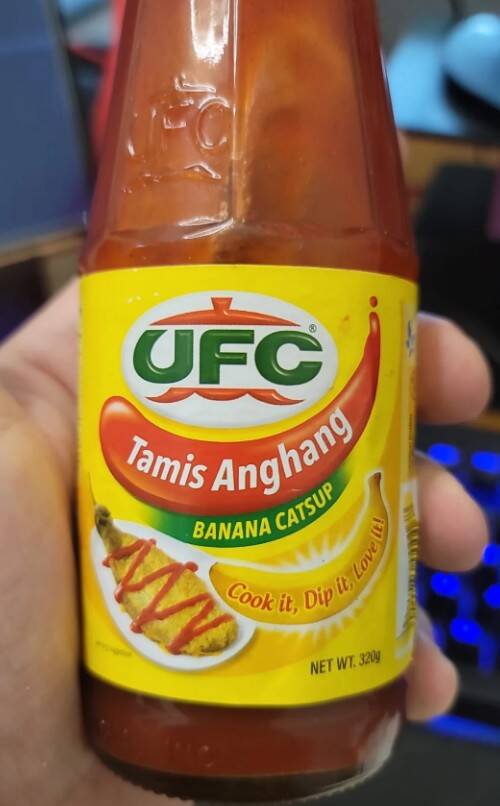 UFC
UFC®
Tamis Anghang
BANANA CATSUP
Cook it, Dip it, Love it!
NET WT. 320g